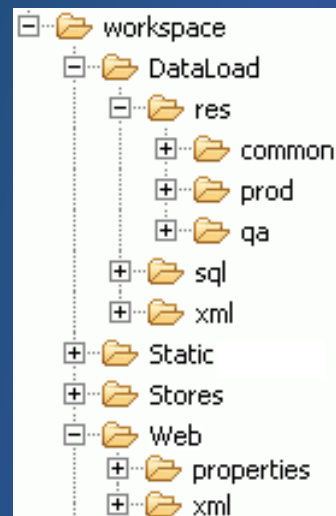 workspace
DataLoad
res
common
prod
qa
sql
xml
Static
Stores
Web
properties
xml